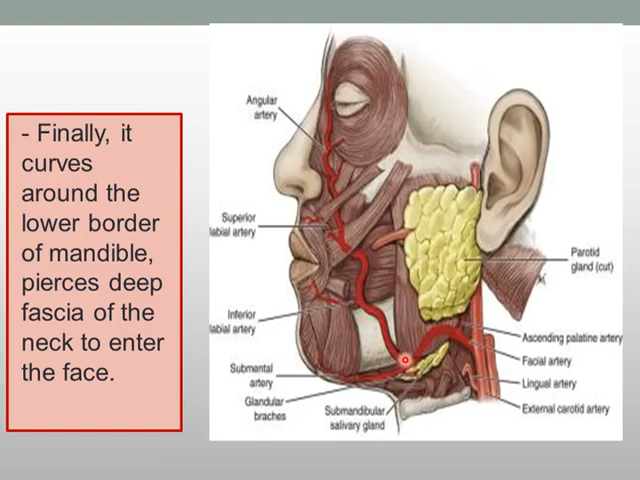 - Finally, it
curves
around the
lower border
of mandible,
pierces deep
fascia of the
neck to enter
the face.
Angular
artery
Superior
labial artery
Inferior
labial artery
Submental
artery
Glandular
braches
Submandibular
salivary gland
Parotid
gland (cut)
Ascending palatine artery
Facial artery
Lingual artery
External carotid artery